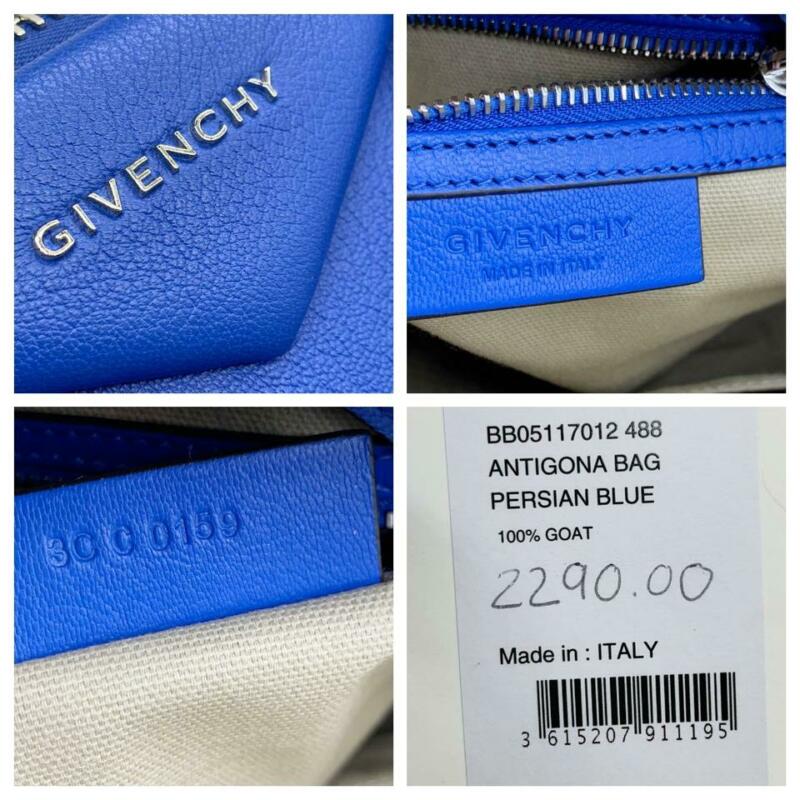 GIVENCHY
GIVENCHY
MADE IN ITALY
3C C 0159
BB05117012 488
ANTIGONA BAG
PERSIAN BLUE
100% GOAT
2290.00
Made in : ITALY
3 615207 911195